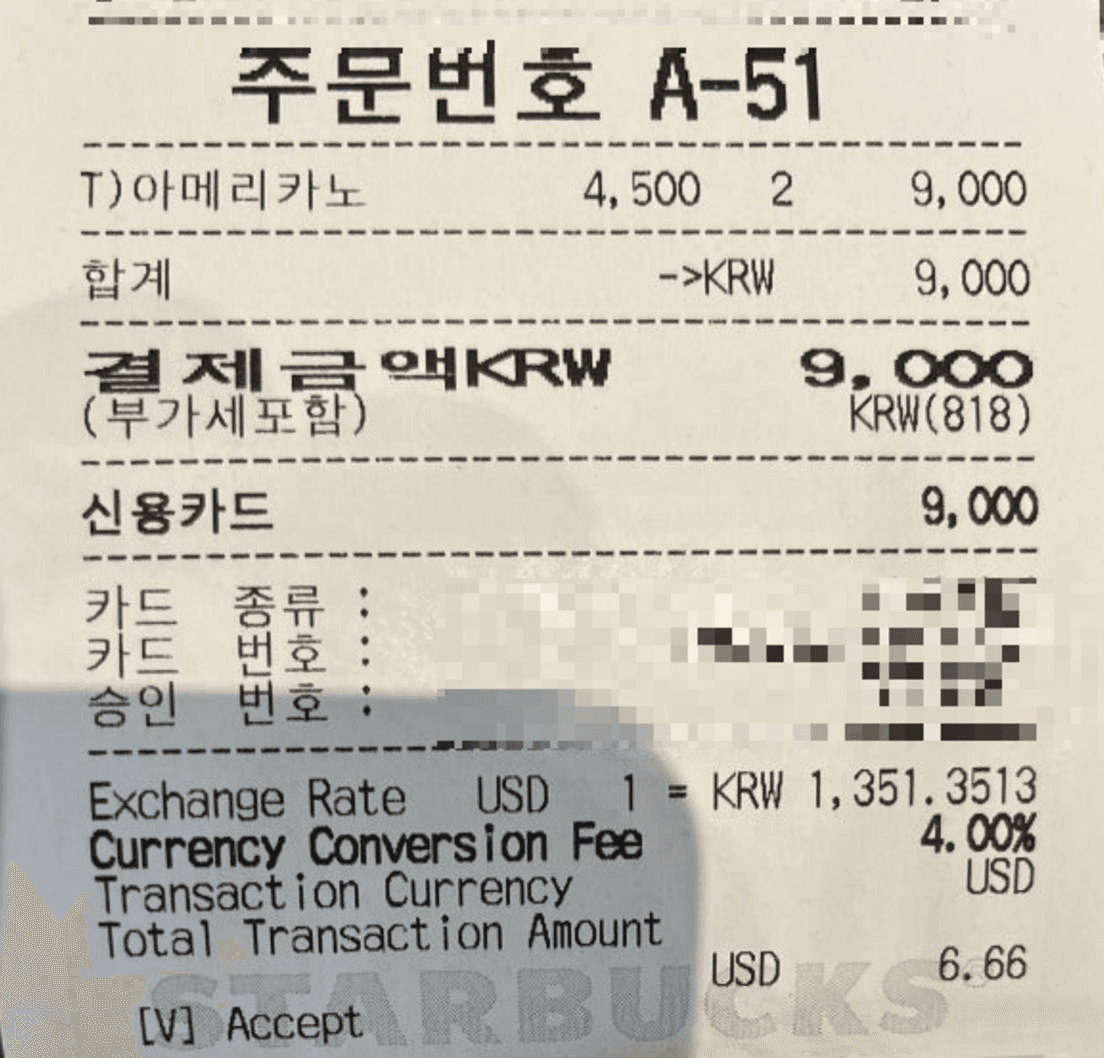 주문번호 A-51
T)아메리카노 4,500 2 9,000
합계 ->KRW 9,000
결제금액KRW 9,000
(부가세포함) KRW(818)
신용카드 9,000
카드 종류 :
카드 번호 :
승인 번호 :
Exchange Rate USD 1 = KRW 1,351.3513
Currency Conversion Fee 4.00%
Transaction Currency USD
Total Transaction Amount
USD 6.66
STARBUCKS
[V] Accept